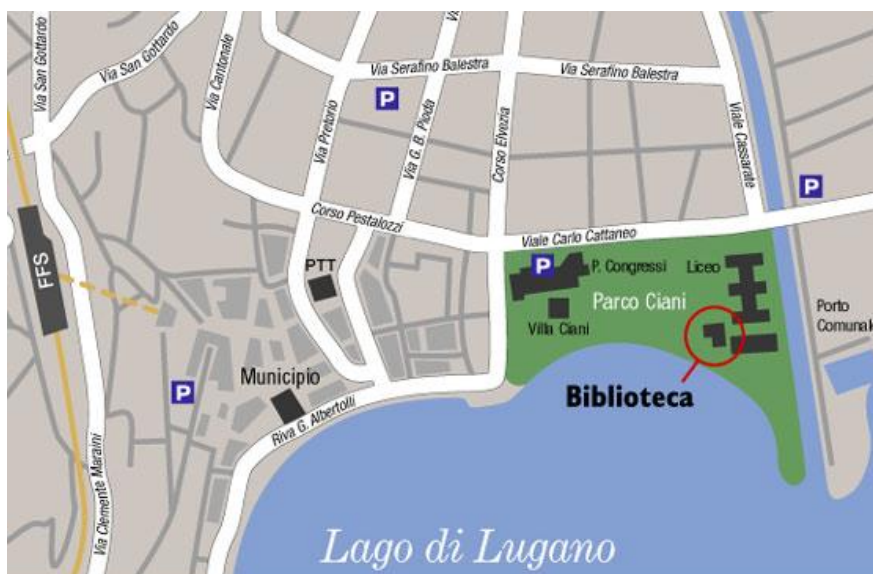 Via San Gottardo
Via San Gottardo
Via Cantonale
Via Pretorio
P
Via Serafino Balestra
Via G. B. Pioda
Corso Elvezia
Via Serafino Balestra
Viale Cassarate
P
Corso Pestalozzi
Viale Carlo Cattaneo
FFS
PTT
P
P. Congressi
Liceo
Parco Ciani
Villa Ciani
Porto
Comunale
P
Municipio
Biblioteca
Riva G. Albertolli
Via Clemente Maraini
Lago di Lugano